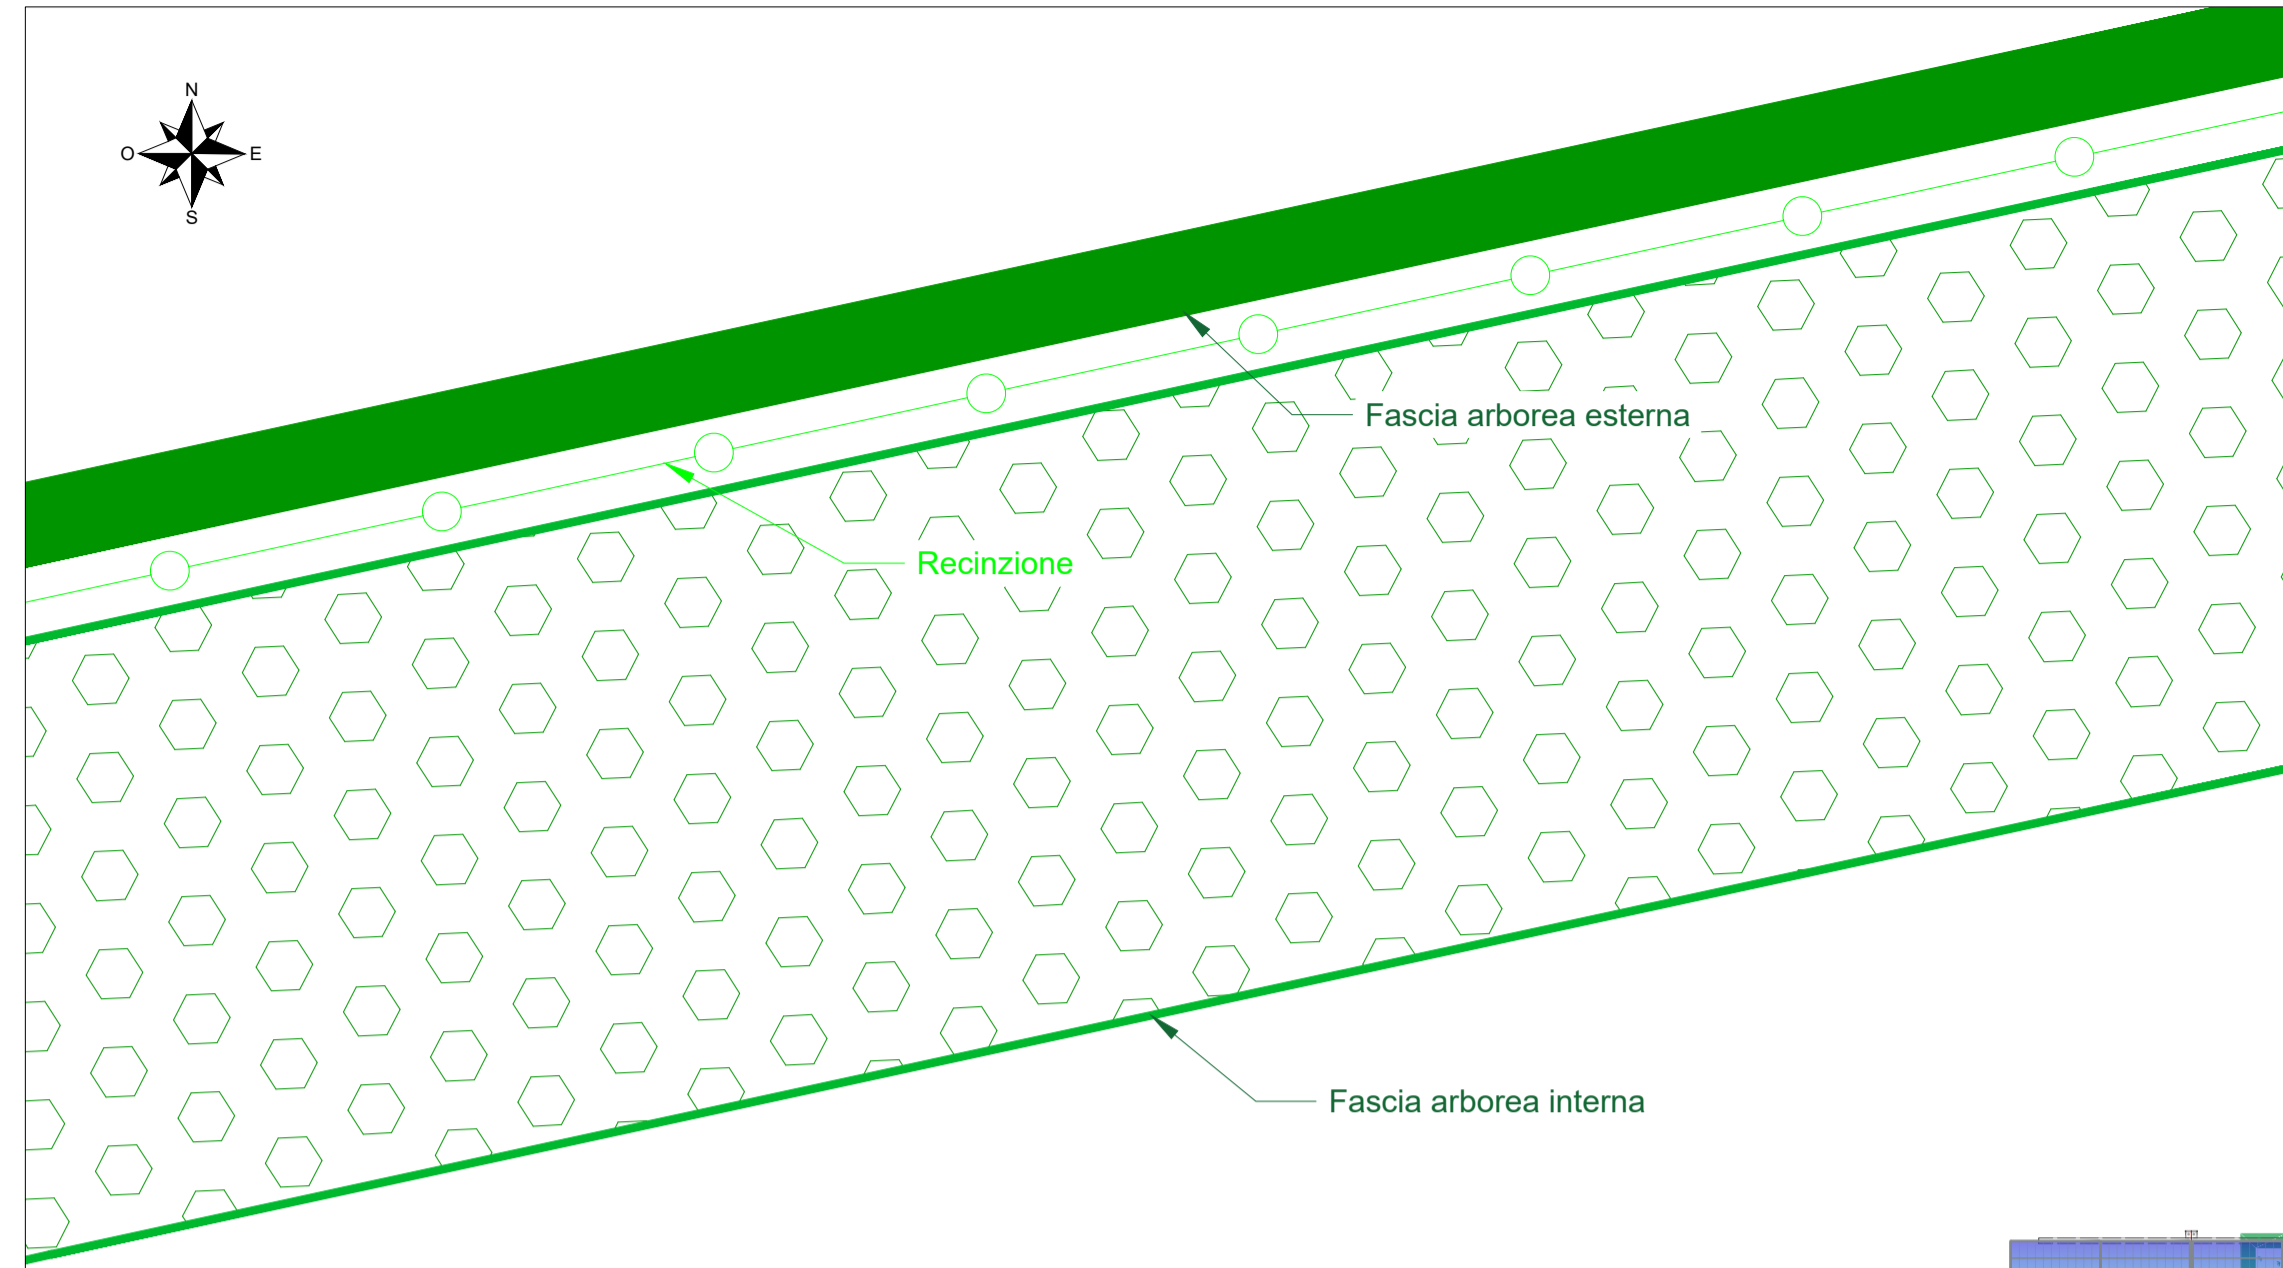 N
O E
S
Fascia arborea esterna
Recinzione
Fascia arborea interna